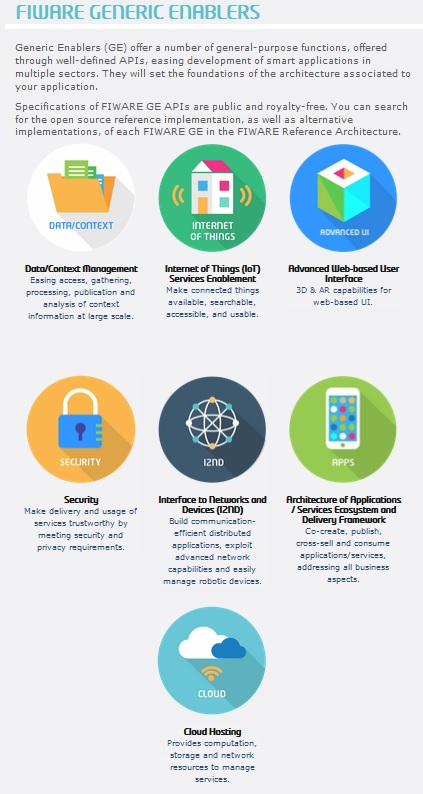 FIWARE GENERIC ENABLERS
Generic Enablers (GE) offer a number of general-purpose functions, offered
through well-defined APIs, easing development of smart applications in
multiple sectors. They will set the foundations of the architecture associated to
your application.
Specifications of FIWARE GE APIs are public and royalty-free. You can search
for the open source reference implementation, as well as alternative
implementations, of each FIWARE GE in the FIWARE Reference Architecture.
DATA/CONTEXT
Data/Context Management
Easing access, gathering,
processing, publication and
analysis of context
information at large scale.
INTERNET
OF THINGS
Internet of Things (IoT)
Services Enablement
Make connected things
available, searchable,
accessible, and usable.
ADVANCED UI
Advanced Web-based User
Interface
3D & AR capabilities for
web-based UI.
SECURITY
Security
Make delivery and usage of
services trustworthy by
meeting security and
privacy requirements.
I2ND
Interface to Networks and
Devices (I2ND)
Build communication-
efficient distributed
applications, exploit
advanced network
capabilities and easily
manage robotic devices.
APPS
Architecture of Applications
/ Services Ecosystem and
Delivery Framework
Co-create, publish,
cross-sell and consume
applications/services,
addressing all business
aspects.
CLOUD
Cloud Hosting
Provides computation,
storage and network
resources to manage
services.